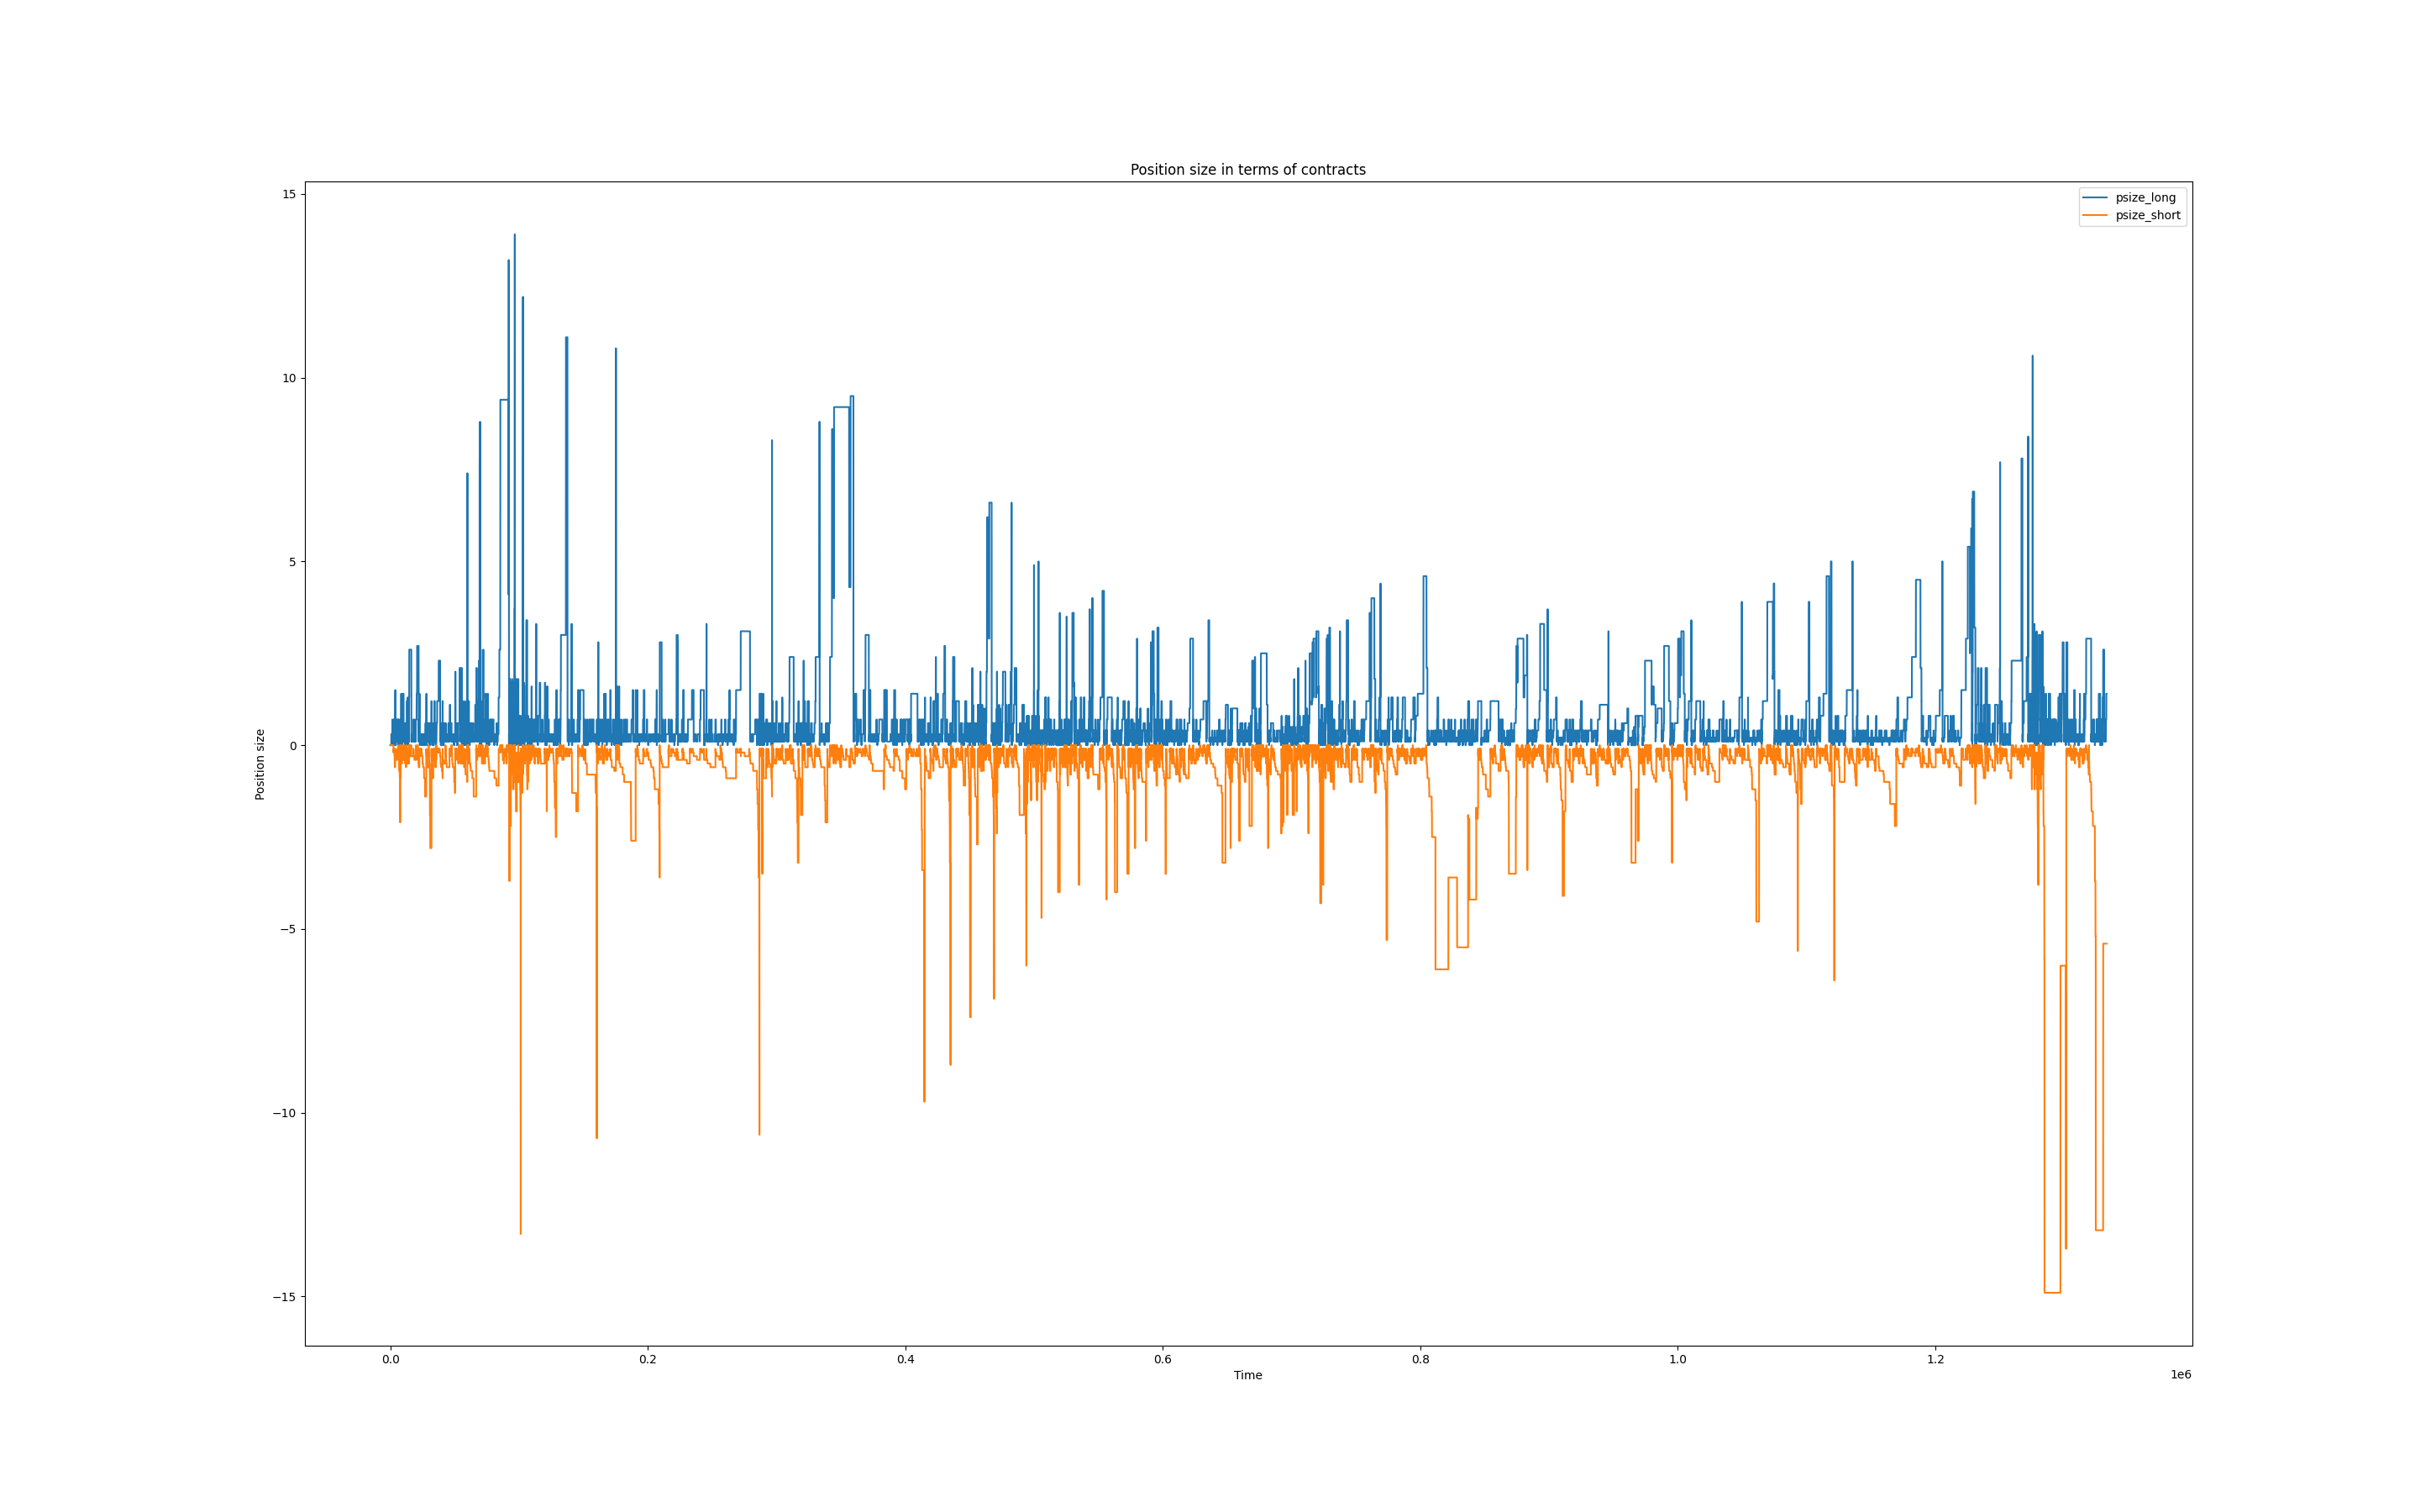 Position size in terms of contracts
psize_long
psize_short
Position size
15
10
5
0
−5
−10
−15
0.0
0.2
0.4
0.6
0.8
1.0
1.2
1e6
Time